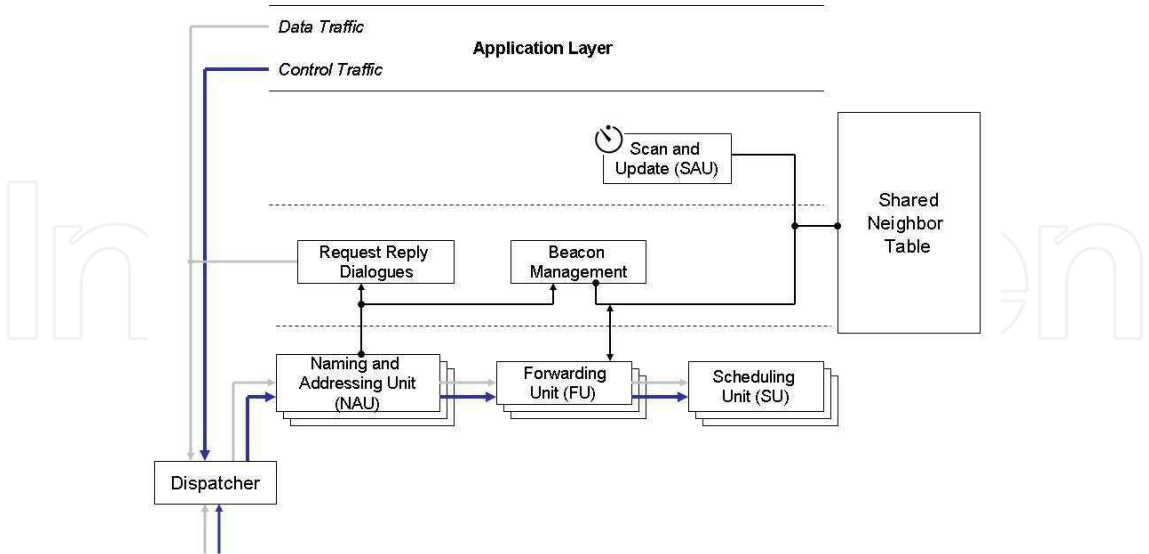 Data Traffic
Application Layer
Control Traffic
Scan and
Update (SAU)
Shared
Neighbor
Table
Request Reply
Dialogues
Beacon
Management
Naming and
Addressing Unit
(NAU)
Forwarding
Unit (FU)
Scheduling
Unit (SU)
Dispatcher